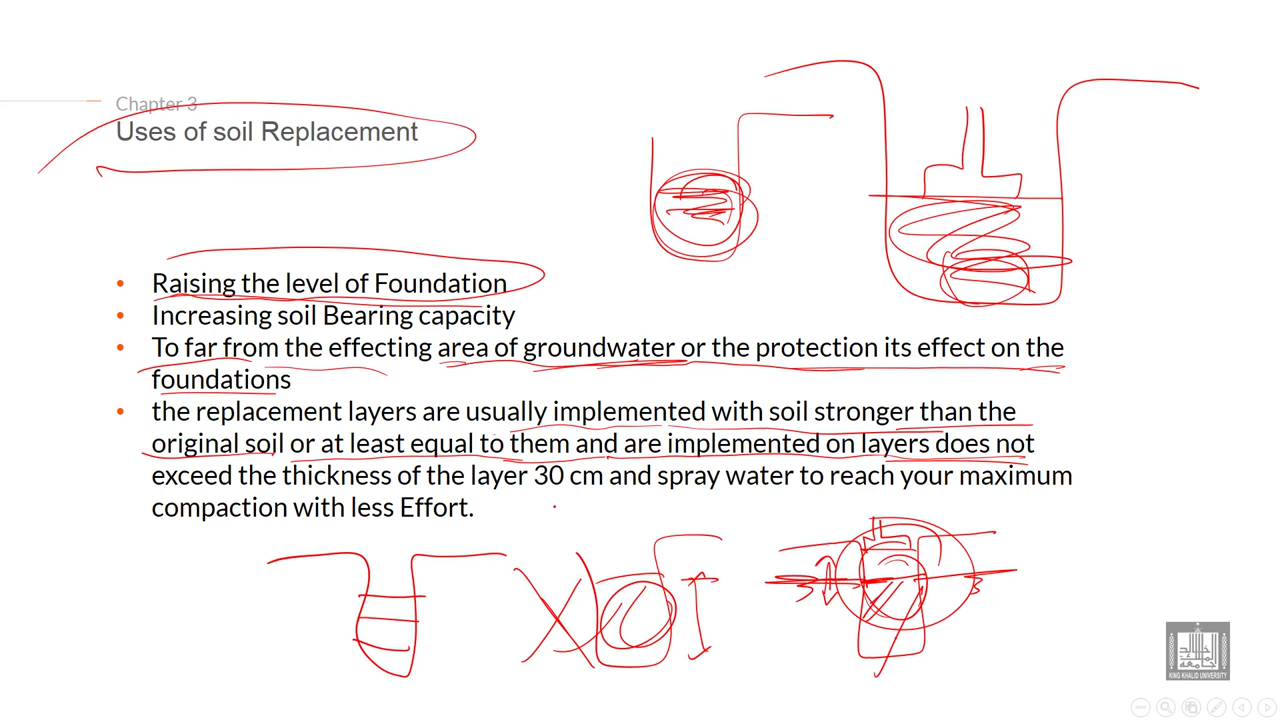 Chapter 3
Uses of soil Replacement
• Raising the level of Foundation
• Increasing soil Bearing capacity
• To far from the effecting area of groundwater or the protection its effect on the
foundations
• the replacement layers are usually implemented with soil stronger than the
original soil or at least equal to them and are implemented on layers does not
exceed the thickness of the layer 30 cm and spray water to reach your maximum
compaction with less Effort.
KING KHALID UNIVERSITY